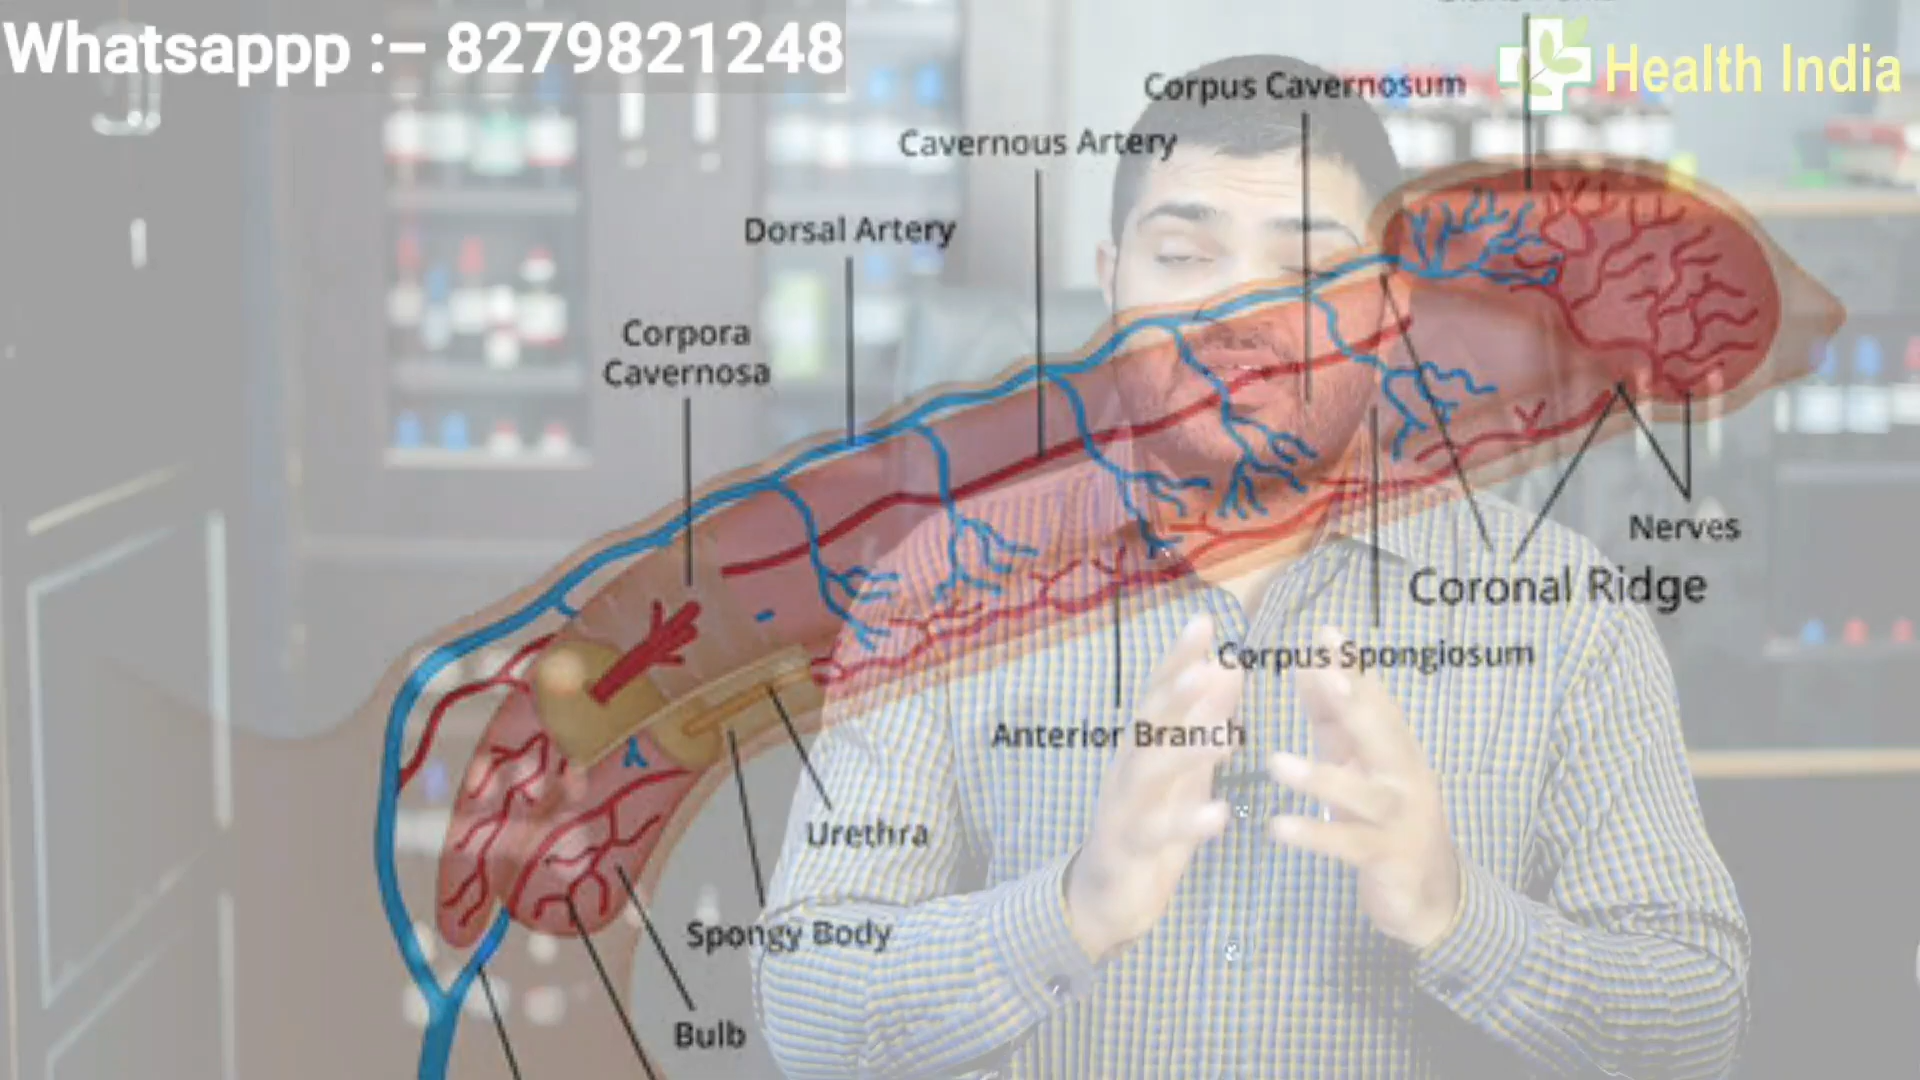 Whatsappp :– 8279821248
Health India
Corpus Cavernosum
Cavernous Artery
Dorsal Artery
Corpora
Cavernosa
Nerves
Coronal Ridge
Corpus Spongiosum
Anterior Branch
Urethra
Spongy Body
Bulb